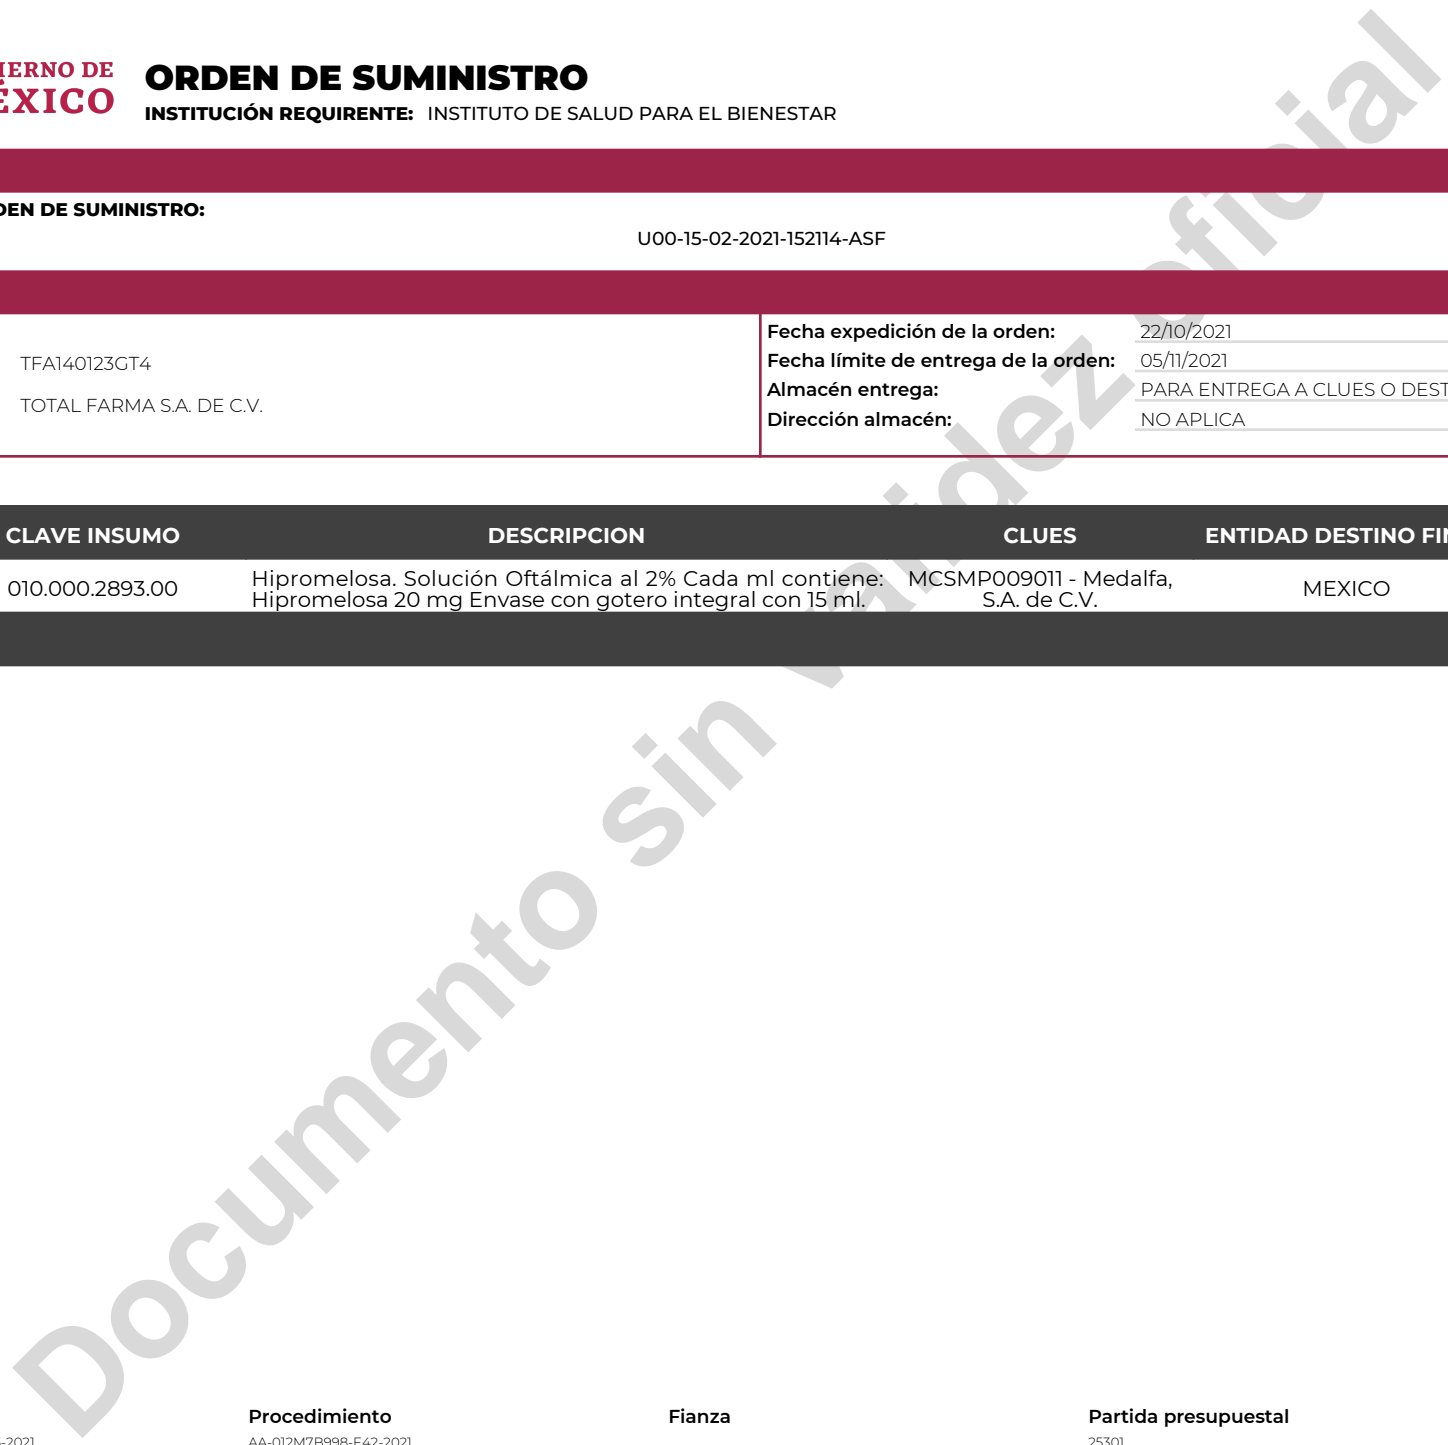 IERNO DE
ÉXICO
ORDEN DE SUMINISTRO
INSTITUCIÓN REQUIRENTE: INSTITUTO DE SALUD PARA EL BIENESTAR
DEN DE SUMINISTRO:
U00-15-02-2021-152114-ASF
TFA140123GT4
TOTAL FARMA S.A. DE C.V.
Fecha expedición de la orden: 22/10/2021
Fecha límite de entrega de la orden: 05/11/2021
Almacén entrega: PARA ENTREGA A CLUES O DEST
Dirección almacén: NO APLICA
CLAVE INSUMO DESCRIPCION CLUES ENTIDAD DESTINO FIN
010.000.2893.00 Hipromelosa. Solución Oftálmica al 2% Cada ml contiene: Hipromelosa 20 mg Envase con gotero integral con 15 ml. MCSMP009011 - Medalfa, S.A. de C.V. MEXICO
Documento sin validez oficial
Procedimiento Fianza Partida presupuestal
-2021 AA-012M7B998-E42-2021 25301